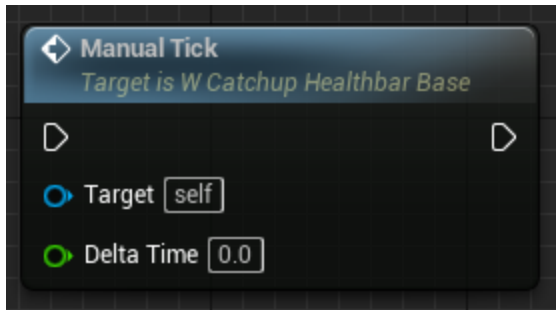 Manual Tick
Target is W Catchup Healthbar Base
Target self
Delta Time 0.0